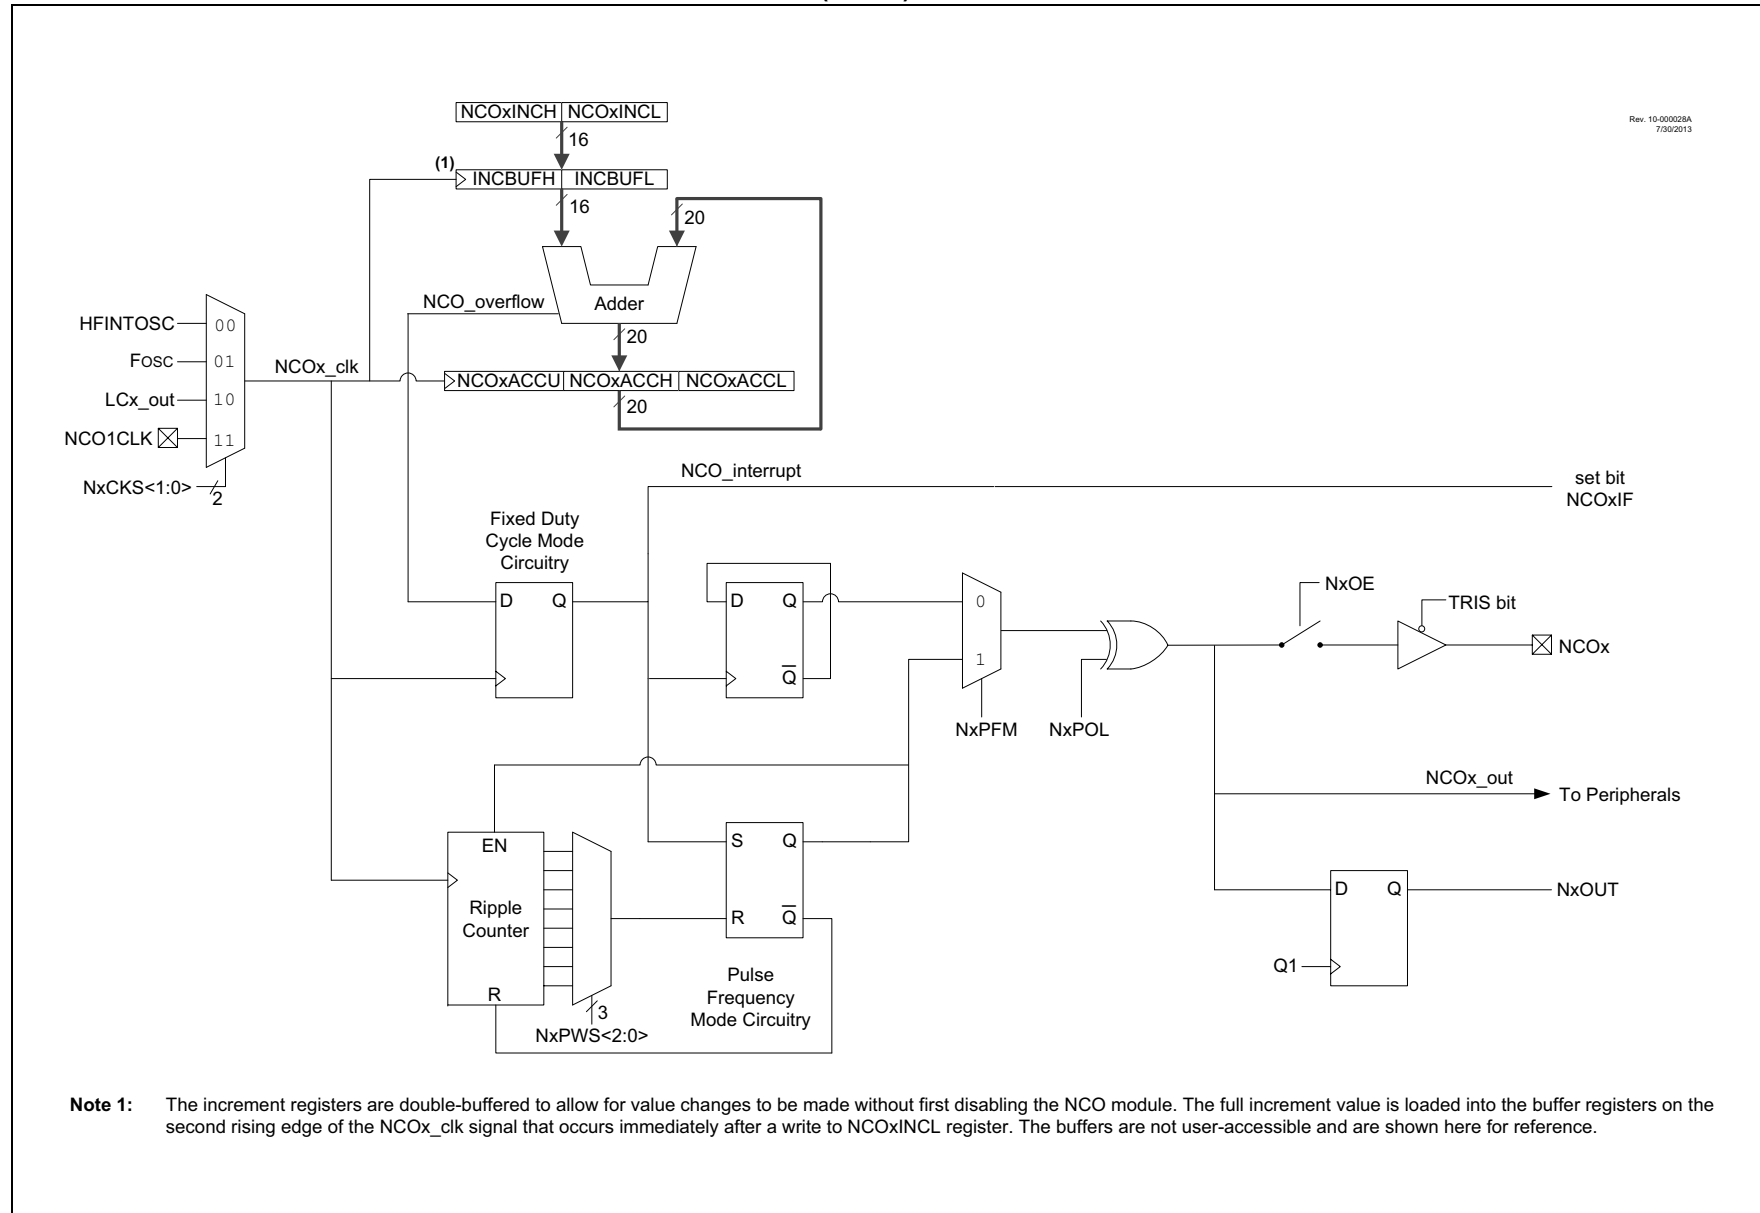 Rev. 10-000028A
7/30/2013
NCOxINCH NCOxINCL
16
(1)
INCBUFH INCBUFL
16
20
Adder
NCO_overflow
20
HFINTOSC 00
FOSC 01
LCx_out 10
NCO1CLK 11
NxCKS<1:0>
2
NCOx_clk
NCOxACCU NCOxACCH NCOxACCL
20
NCO_interrupt
set bit
NCOxIF
Fixed Duty
Cycle Mode
Circuitry
D Q
D Q
Q
0
1
NxPFM
NxPOL
NxOE
TRIS bit
NCOx
NCOx_out
To Peripherals
EN
Ripple
Counter
R
3
NxPWS<2:0>
S Q
R Q
Pulse
Frequency
Mode Circuitry
D Q
NxOUT
Q1
Note 1: The increment registers are double-buffered to allow for value changes to be made without first disabling the NCO module. The full increment value is loaded into the buffer registers on the
second rising edge of the NCOx_clk signal that occurs immediately after a write to NCOxINCL register. The buffers are not user-accessible and are shown here for reference.